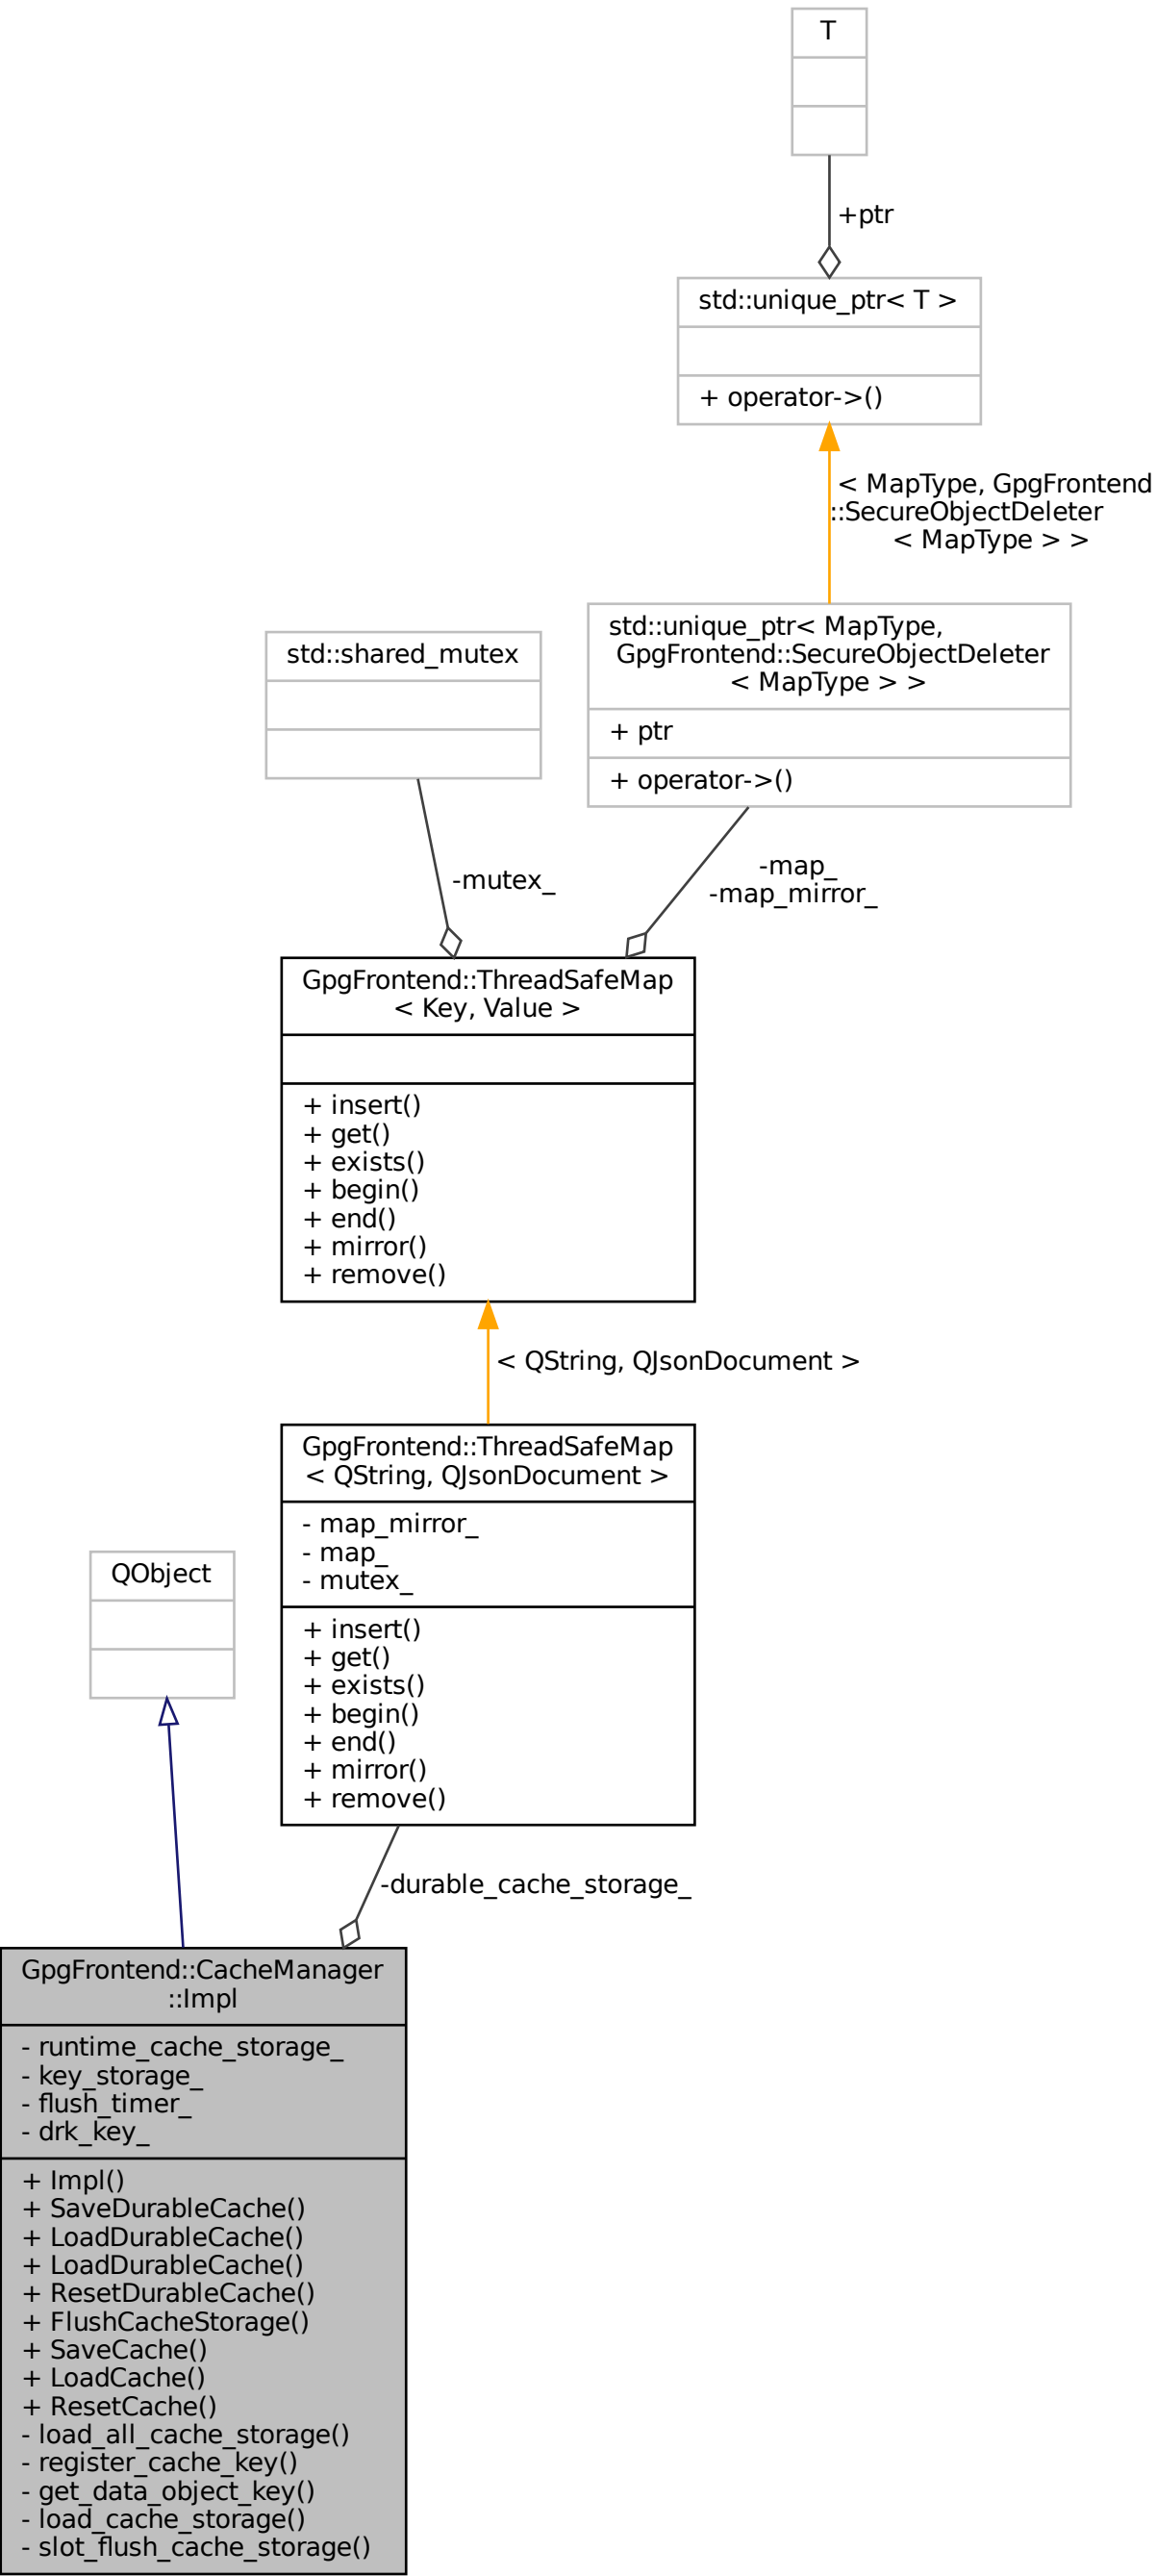 T
+ptr
std::unique_ptr< T >
+ operator->()
< MapType, GpgFrontend
::SecureObjectDeleter
< MapType > >
std::shared_mutex
std::unique_ptr< MapType,
GpgFrontend::SecureObjectDeleter
< MapType > >
+ ptr
+ operator->()
-mutex_
-map_
-map_mirror_
GpgFrontend::ThreadSafeMap
< Key, Value >
+ insert()
+ get()
+ exists()
+ begin()
+ end()
+ mirror()
+ remove()
< QString, QJsonDocument >
GpgFrontend::ThreadSafeMap
< QString, QJsonDocument >
- map_mirror_
- map_
- mutex_
+ insert()
+ get()
+ exists()
+ begin()
+ end()
+ mirror()
+ remove()
QObject
-durable_cache_storage_
GpgFrontend::CacheManager
::Impl
- runtime_cache_storage_
- key_storage_
- flush_timer_
- drk_key_
+ Impl()
+ SaveDurableCache()
+ LoadDurableCache()
+ LoadDurableCache()
+ ResetDurableCache()
+ FlushCacheStorage()
+ SaveCache()
+ LoadCache()
+ ResetCache()
- load_all_cache_storage()
- register_cache_key()
- get_data_object_key()
- load_cache_storage()
- slot_flush_cache_storage()